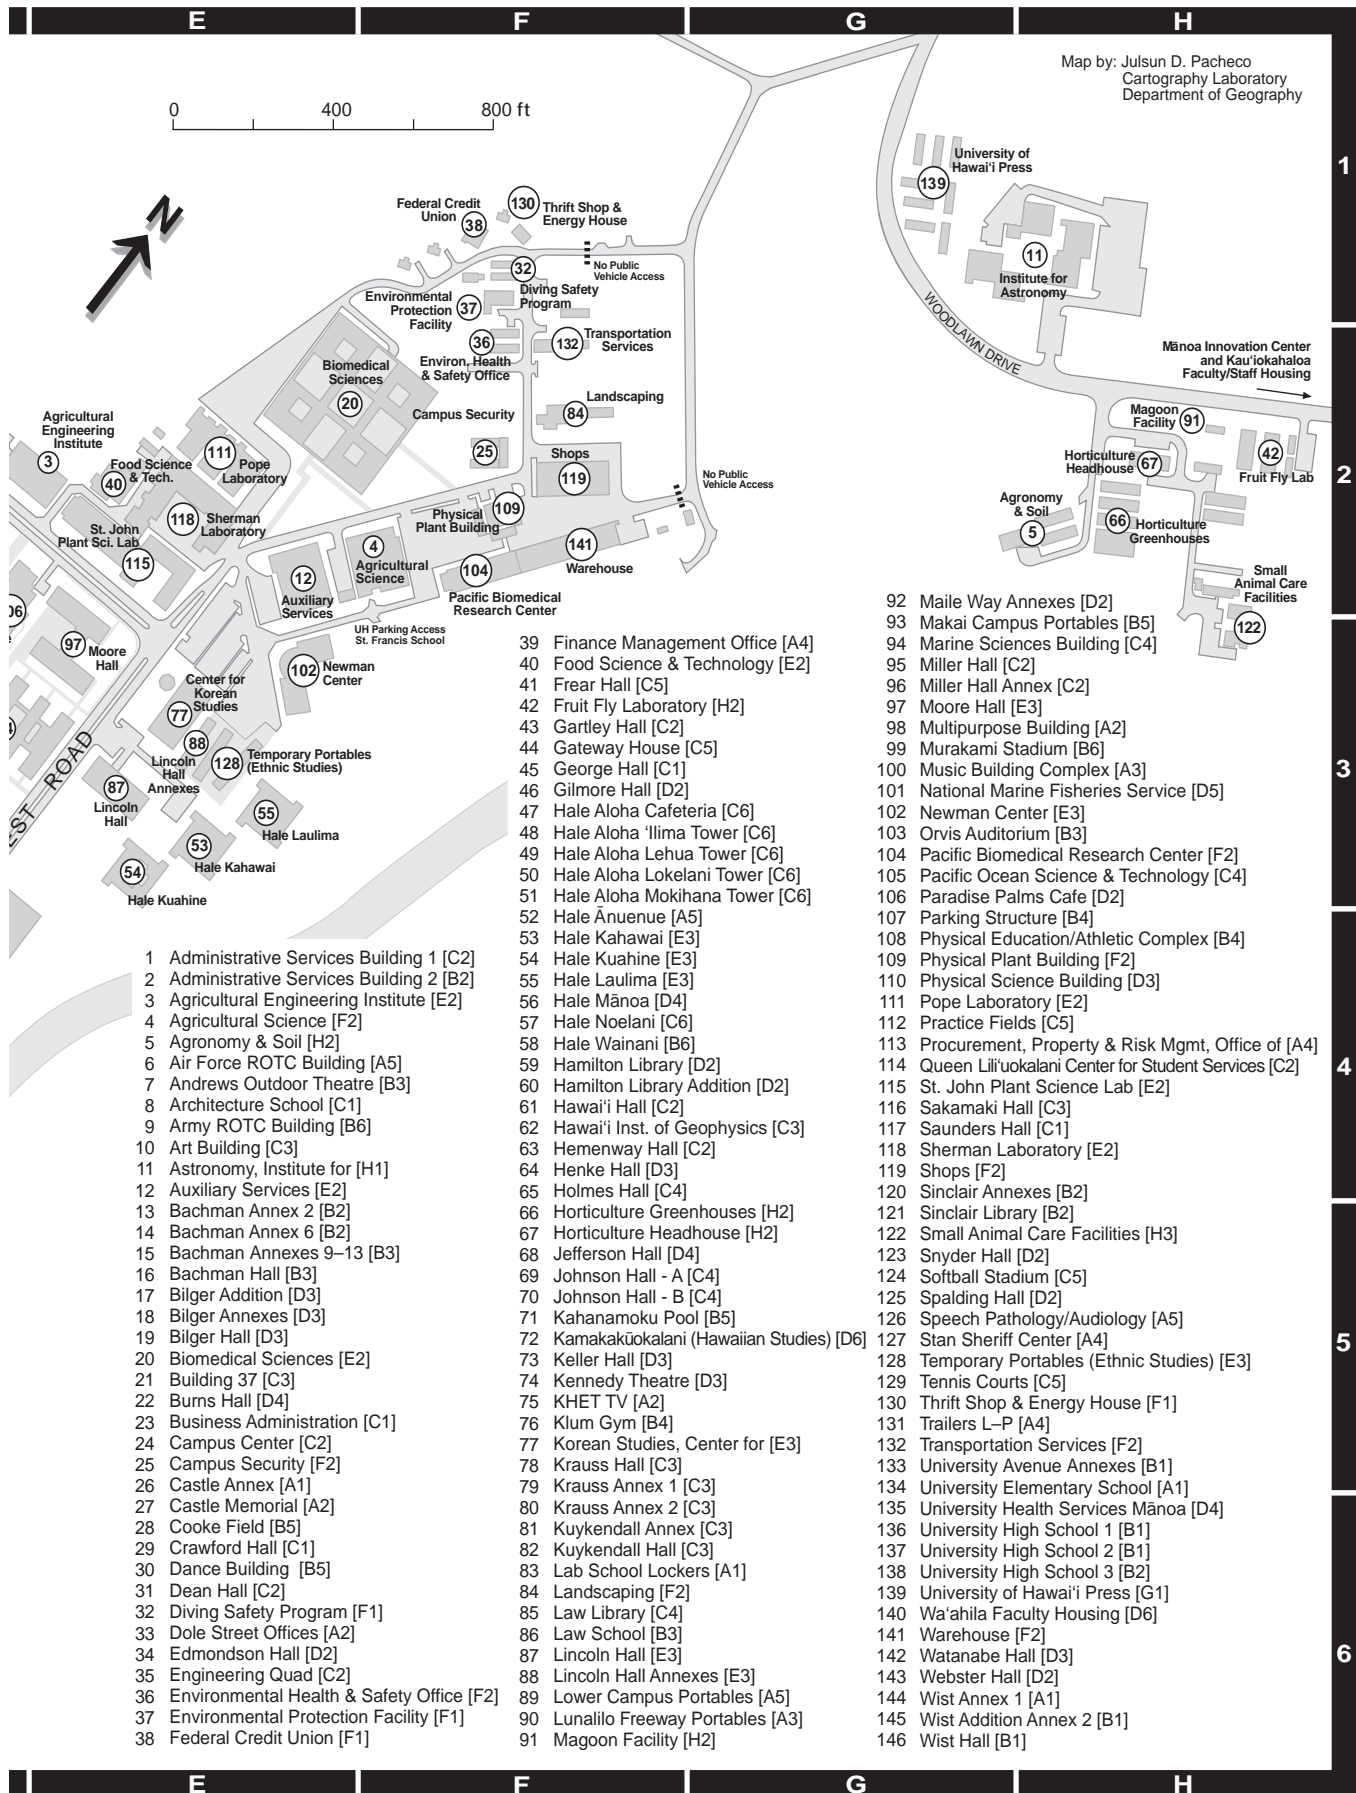 E F G H
Map by: Julsun D. Pacheco
Cartography Laboratory
Department of Geography
0 400 800 ft
N
1
University of
Hawai‘i Press
139
Federal Credit
Union
38
130
Thrift Shop &
Energy House
11
Institute for
Astronomy
32
Diving Safety
Program
No Public
Vehicle Access
Environmental
Protection
Facility
37
WOODLAWN DRIVE
36
Environ. Health
& Safety Office
132
Transportation
Services
Mānoa Innovation Center
and Kau‘iokahaloa
Faculty/Staff Housing
Biomedical
Sciences
20
Landscaping
84
Campus Security
25
Magoon
Facility
91
Agricultural
Engineering
Institute
3
111
Pope
Laboratory
Food Science
& Tech.
40
Shops
119
Horticulture
Headhouse
67
42
Fruit Fly Lab
2
No Public
Vehicle Access
118
Sherman
Laboratory
Physical
Plant Building
109
Agronomy
& Soil
5
66
Horticulture
Greenhouses
St. John
Plant Sci. Lab
115
4
Agricultural
Science
141
Warehouse
12
Auxiliary
Services
104
Pacific Biomedical
Research Center
Small
Animal Care
Facilities
122
06
e
UH Parking Access
St. Francis School
97
Moore
Hall
102
Newman
Center
Center for
Korean
Studies
77
88
Lincoln
Hall
Annexes
128
Temporary Portables
(Ethnic Studies)
EST ROAD
87
Lincoln
Hall
55
Hale Laulima
53
Hale Kahawai
54
Hale Kuahine
3
4
5
6
1 Administrative Services Building 1 [C2]
2 Administrative Services Building 2 [B2]
3 Agricultural Engineering Institute [E2]
4 Agricultural Science [F2]
5 Agronomy & Soil [H2]
6 Air Force ROTC Building [A5]
7 Andrews Outdoor Theatre [B3]
8 Architecture School [C1]
9 Army ROTC Building [B6]
10 Art Building [C3]
11 Astronomy, Institute for [H1]
12 Auxiliary Services [E2]
13 Bachman Annex 2 [B2]
14 Bachman Annex 6 [B2]
15 Bachman Annexes 9–13 [B3]
16 Bachman Hall [B3]
17 Bilger Addition [D3]
18 Bilger Annexes [D3]
19 Bilger Hall [D3]
20 Biomedical Sciences [E2]
21 Building 37 [C3]
22 Burns Hall [D4]
23 Business Administration [C1]
24 Campus Center [C2]
25 Campus Security [F2]
26 Castle Annex [A1]
27 Castle Memorial [A2]
28 Cooke Field [B5]
29 Crawford Hall [C1]
30 Dance Building [B5]
31 Dean Hall [C2]
32 Diving Safety Program [F1]
33 Dole Street Offices [A2]
34 Edmondson Hall [D2]
35 Engineering Quad [C2]
36 Environmental Health & Safety Office [F2]
37 Environmental Protection Facility [F1]
38 Federal Credit Union [F1]
39 Finance Management Office [A4]
40 Food Science & Technology [E2]
41 Frear Hall [C5]
42 Fruit Fly Laboratory [H2]
43 Gartley Hall [C2]
44 Gateway House [C5]
45 George Hall [C1]
46 Gilmore Hall [D2]
47 Hale Aloha Cafeteria [C6]
48 Hale Aloha ‘Ilima Tower [C6]
49 Hale Aloha Lehua Tower [C6]
50 Hale Aloha Lokelani Tower [C6]
51 Hale Aloha Mokihana Tower [C6]
52 Hale Ānuenue [A5]
53 Hale Kahawai [E3]
54 Hale Kuahine [E3]
55 Hale Laulima [E3]
56 Hale Mānoa [D4]
57 Hale Noelani [C6]
58 Hale Wainani [B6]
59 Hamilton Library [D2]
60 Hamilton Library Addition [D2]
61 Hawai‘i Hall [C2]
62 Hawai‘i Inst. of Geophysics [C3]
63 Hemenway Hall [C2]
64 Henke Hall [D3]
65 Holmes Hall [C4]
66 Horticulture Greenhouses [H2]
67 Horticulture Headhouse [H2]
68 Jefferson Hall [D4]
69 Johnson Hall - A [C4]
70 Johnson Hall - B [C4]
71 Kahanamoku Pool [B5]
72 Kamakakūokalani (Hawaiian Studies) [D6]
73 Keller Hall [D3]
74 Kennedy Theatre [D3]
75 KHET TV [A2]
76 Klum Gym [B4]
77 Korean Studies, Center for [E3]
78 Krauss Hall [C3]
79 Krauss Annex 1 [C3]
80 Krauss Annex 2 [C3]
81 Kuykendall Annex [C3]
82 Kuykendall Hall [C3]
83 Lab School Lockers [A1]
84 Landscaping [F2]
85 Law Library [C4]
86 Law School [B3]
87 Lincoln Hall [E3]
88 Lincoln Hall Annexes [E3]
89 Lower Campus Portables [A5]
90 Lunalilo Freeway Portables [A3]
91 Magoon Facility [H2]
92 Maile Way Annexes [D2]
93 Makai Campus Portables [B5]
94 Marine Sciences Building [C4]
95 Miller Hall [C2]
96 Miller Hall Annex [C2]
97 Moore Hall [E3]
98 Multipurpose Building [A2]
99 Murakami Stadium [B6]
100 Music Building Complex [A3]
101 National Marine Fisheries Service [D5]
102 Newman Center [E3]
103 Orvis Auditorium [B3]
104 Pacific Biomedical Research Center [F2]
105 Pacific Ocean Science & Technology [C4]
106 Paradise Palms Cafe [D2]
107 Parking Structure [B4]
108 Physical Education/Athletic Complex [B4]
109 Physical Plant Building [F2]
110 Physical Science Building [D3]
111 Pope Laboratory [E2]
112 Practice Fields [C5]
113 Procurement, Property & Risk Mgmt, Office of [A4]
114 Queen Lili‘uokalani Center for Student Services [C2]
115 St. John Plant Science Lab [E2]
116 Sakamaki Hall [C3]
117 Saunders Hall [C1]
118 Sherman Laboratory [E2]
119 Shops [F2]
120 Sinclair Annexes [B2]
121 Sinclair Library [B2]
122 Small Animal Care Facilities [H3]
123 Snyder Hall [D2]
124 Softball Stadium [C5]
125 Spalding Hall [D2]
126 Speech Pathology/Audiology [A5]
127 Stan Sheriff Center [A4]
128 Temporary Portables (Ethnic Studies) [E3]
129 Tennis Courts [C5]
130 Thrift Shop & Energy House [F1]
131 Trailers L–P [A4]
132 Transportation Services [F2]
133 University Avenue Annexes [B1]
134 University Elementary School [A1]
135 University Health Services Mānoa [D4]
136 University High School 1 [B1]
137 University High School 2 [B1]
138 University High School 3 [B2]
139 University of Hawai‘i Press [G1]
140 Wa‘ahila Faculty Housing [D6]
141 Warehouse [F2]
142 Watanabe Hall [D3]
143 Webster Hall [D2]
144 Wist Annex 1 [A1]
145 Wist Addition Annex 2 [B1]
146 Wist Hall [B1]
E F G H